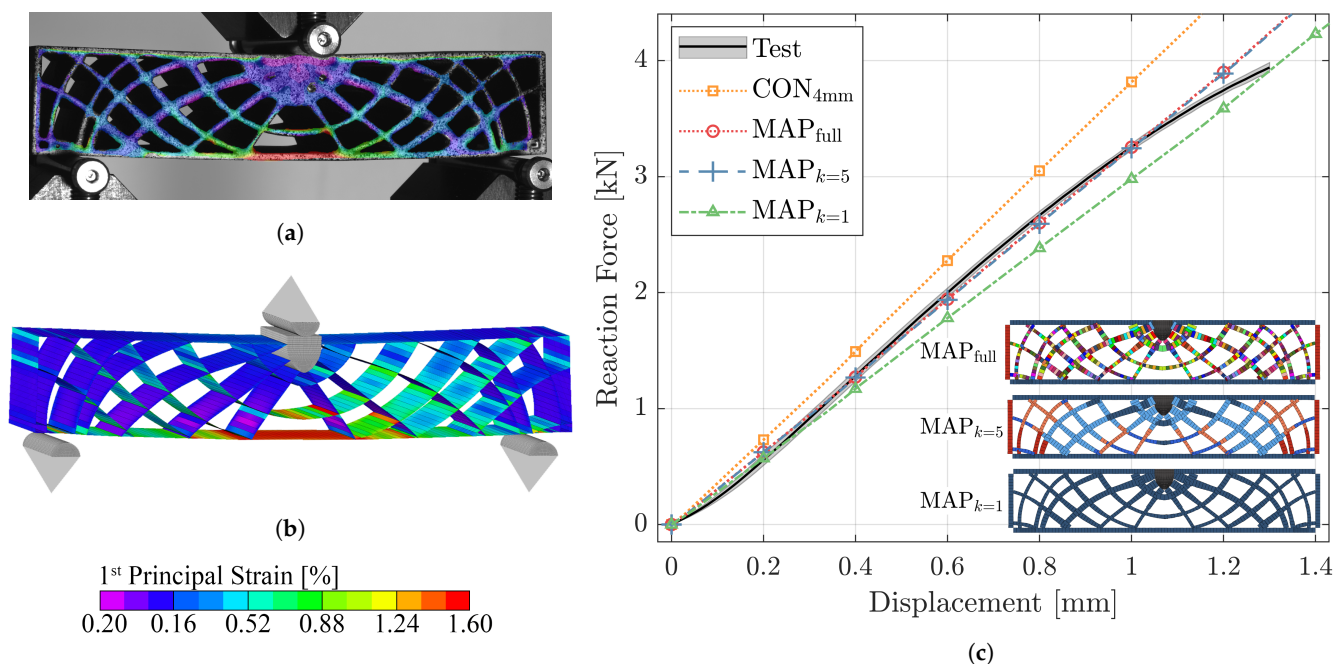 (a)
(b)
1st Principal Strain [%]
0.20 0.16 0.52 0.88 1.24 1.60
Reaction Force [kN]
4
3
2
1
0
Test
CON4mm
MAPfull
MAPk=5
MAPk=1
MAPfull
MAPk=5
MAPk=1
0 0.2 0.4 0.6 0.8 1 1.2 1.4
Displacement [mm]
(c)